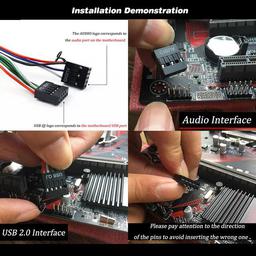 Installation Demonstration
The AUDIO logo corresponds to
the audio port on the motherboard
USB IF logo corresponds to the motherboard USB port
Audio Interface
USB 2.0 Interface
Please pay attention to the direction
of the pins to avoid inserting the wrong one